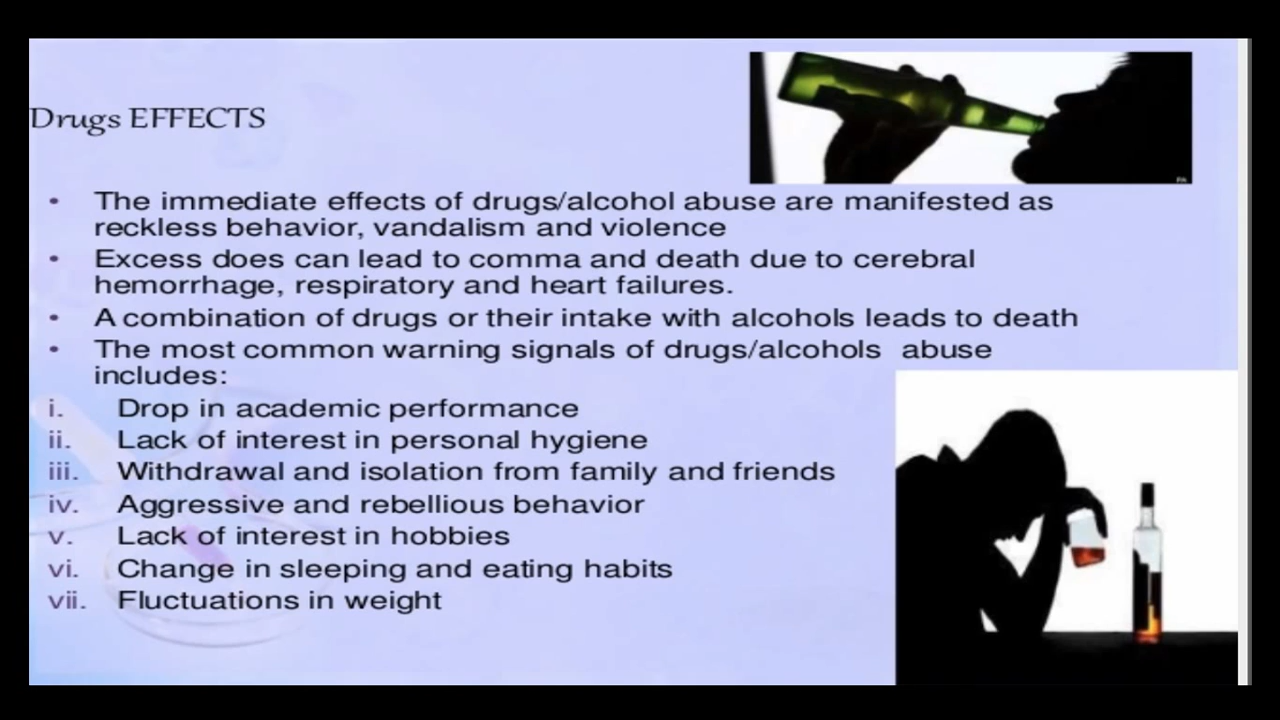 Drugs EFFECTS
• The immediate effects of drugs/alcohol abuse are manifested as
reckless behavior, vandalism and violence
• Excess does can lead to comma and death due to cerebral
hemorrhage, respiratory and heart failures.
• A combination of drugs or their intake with alcohols leads to death
• The most common warning signals of drugs/alcohols abuse
includes:
i. Drop in academic performance
ii. Lack of interest in personal hygiene
iii. Withdrawal and isolation from family and friends
iv. Aggressive and rebellious behavior
v. Lack of interest in hobbies
vi. Change in sleeping and eating habits
vii. Fluctuations in weight